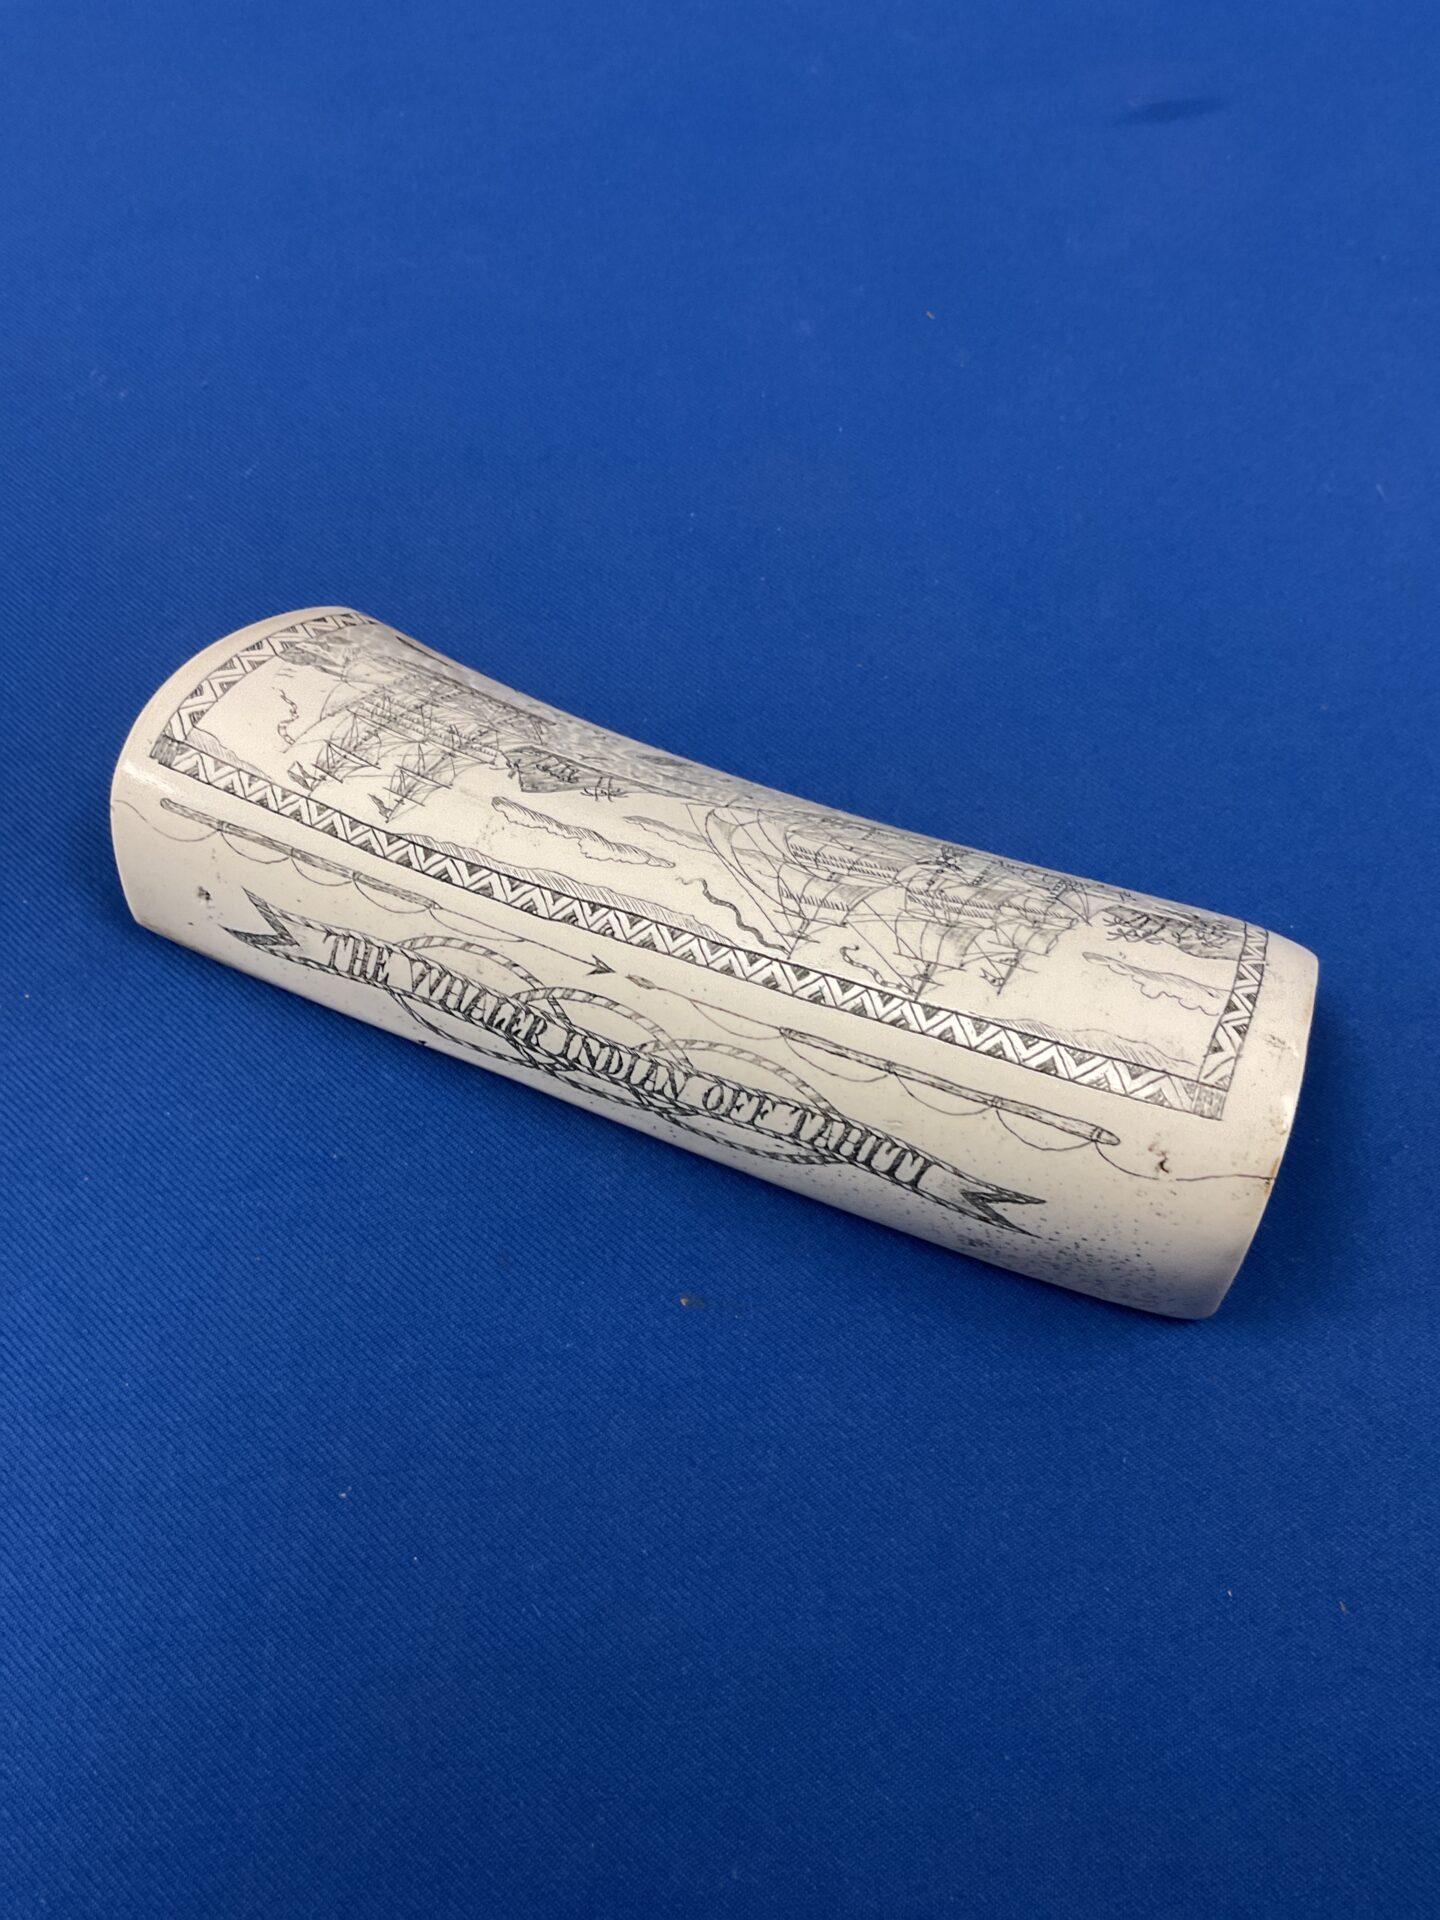 THE WHALER INDIAN OFF TAHITI